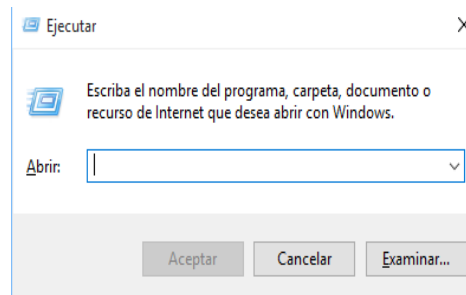 Ejecutar
Escriba el nombre del programa, carpeta, documento o
recurso de Internet que desea abrir con Windows.
Abrir:
Aceptar Cancelar Examinar...